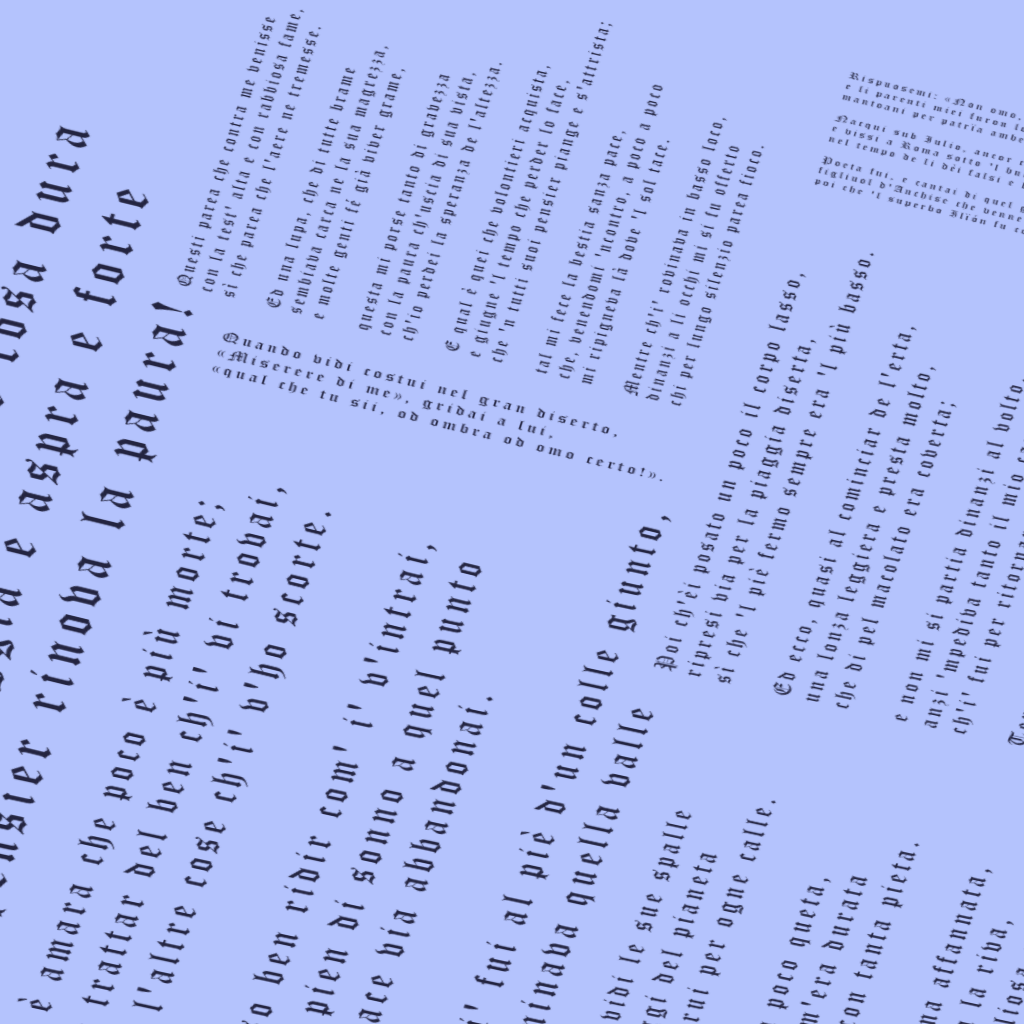 cosa dura
e aspra e forte
rinova la paura!
è amara che poco è più morte;
trattar del ben ch'i' vi trovai,
l'altre cose ch'i' v'ho scorte.
ben ridir com' i' v'intrai,
pien di sonno a quel punto
via abbandonai.
fui al piè d'un colle giunto,
quella valle
vidi le sue spalle
del pianeta
per ogne calle.
poco queta,
m'era durata
con tanta pieta.
affannata,
la riva,
Poi ch'èi posato un poco il corpo lasso,
ripresi via per la piaggia diserta,
sì che 'l piè fermo sempre era 'l più basso.
Ed ecco, quasi al cominciar de l'erta,
una lonza leggiera e presta molto,
che di pel macolato era coverta;
e non mi si partia dinanzi al volto,
anzi 'mpediva tanto il mio
ch'i' fui per
Questi parea che contra me venisse
con la test' alta e con rabbiosa fame,
sì che parea che l'aere ne tremesse.
Ed una lupa, che di tutte brame
sembiava carca ne la sua magrezza,
e molte genti fé già viver grame,
questa mi porse tanto di gravezza
con la paura ch'uscia di sua vista,
ch'io perdei la speranza de l'altezza.
E qual è quei che volontieri acquista,
e giugne 'l tempo che perder lo face,
che 'n tutti suoi pensier piange e s'attrista;
tal mi fece la bestia sanza pace,
che, venendomi 'ncontro, a poco a poco
mi ripigneva là dove 'l sol tace.
Mentre ch'i' rovinava in basso loco,
dinanzi a li occhi mi si fu offerto
chi per lungo silenzio parea fioco.
Quando vidi costui nel gran diserto,
«Miserere di me», gridai a lui,
«qual che tu sii, od ombra od omo certo!».
Rispuosemi: «Non omo,
e li parenti miei furon
mantoani per patrïa
Nacqui sub Iulio, ancor
e vissi a Roma sotto 'l
nel tempo de li dèi falsi e
Poeta fui, e cantai di quel
figliuol d'Anchise che venne
poi che 'l superbo Ilïón fu